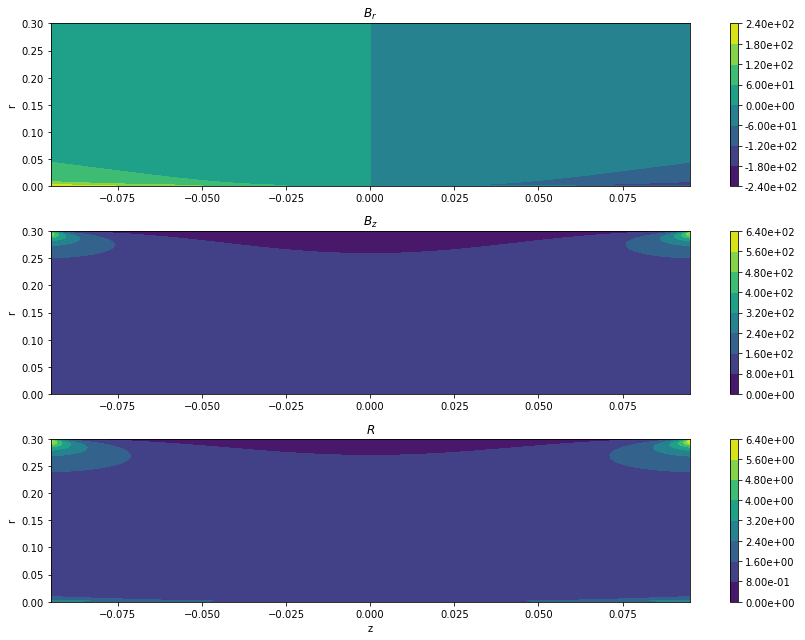 B_r
r
0.30
0.25
0.20
0.15
0.10
0.05
0.00
−0.075
−0.050
−0.025
0.000
0.025
0.050
0.075
2.40e+02
1.80e+02
1.20e+02
6.00e+01
0.00e+00
-6.00e+01
-1.20e+02
-1.80e+02
-2.40e+02
B_z
r
0.30
0.25
0.20
0.15
0.10
0.05
0.00
−0.075
−0.050
−0.025
0.000
0.025
0.050
0.075
6.40e+02
5.60e+02
4.80e+02
4.00e+02
3.20e+02
2.40e+02
1.60e+02
8.00e+01
0.00e+00
R
r
0.30
0.25
0.20
0.15
0.10
0.05
0.00
−0.075
−0.050
−0.025
0.000
0.025
0.050
0.075
z
6.40e+00
5.60e+00
4.80e+00
4.00e+00
3.20e+00
2.40e+00
1.60e+00
8.00e-01
0.00e+00